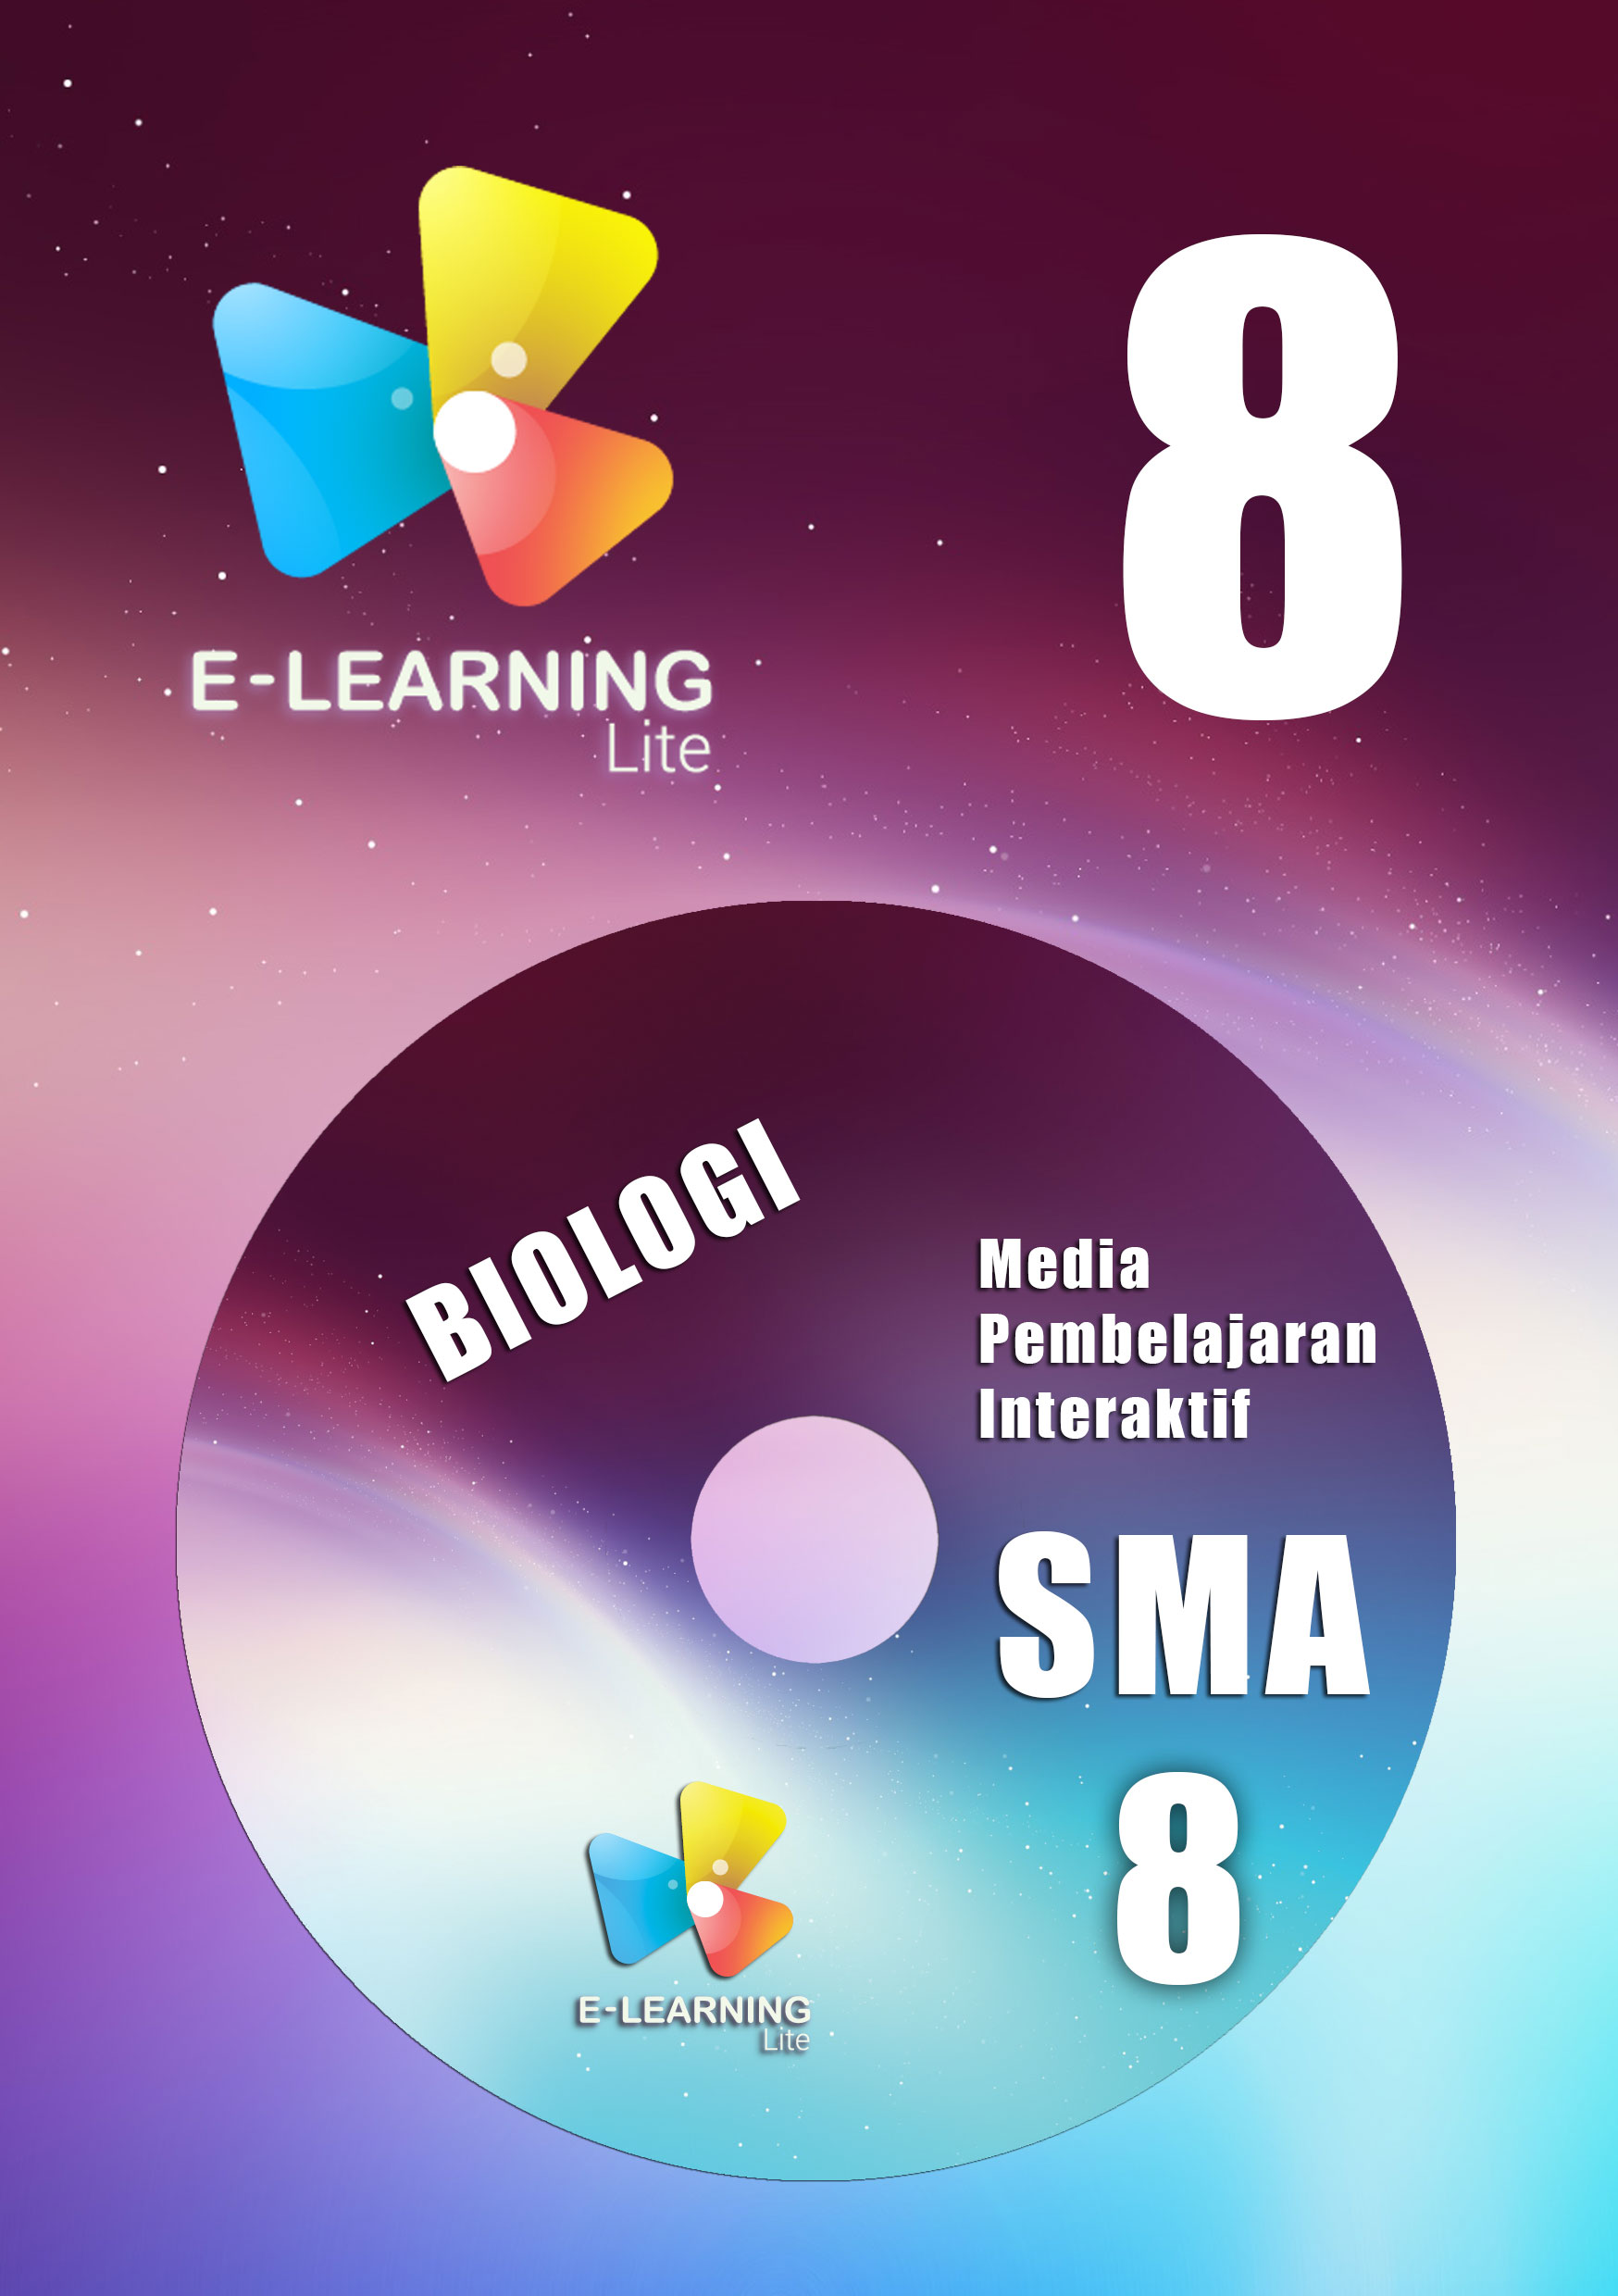 E-LEARNING
Lite
8
BIOLOGI
Media
Pembelajaran
Interaktif
SMA
8
E-LEARNING
Lite